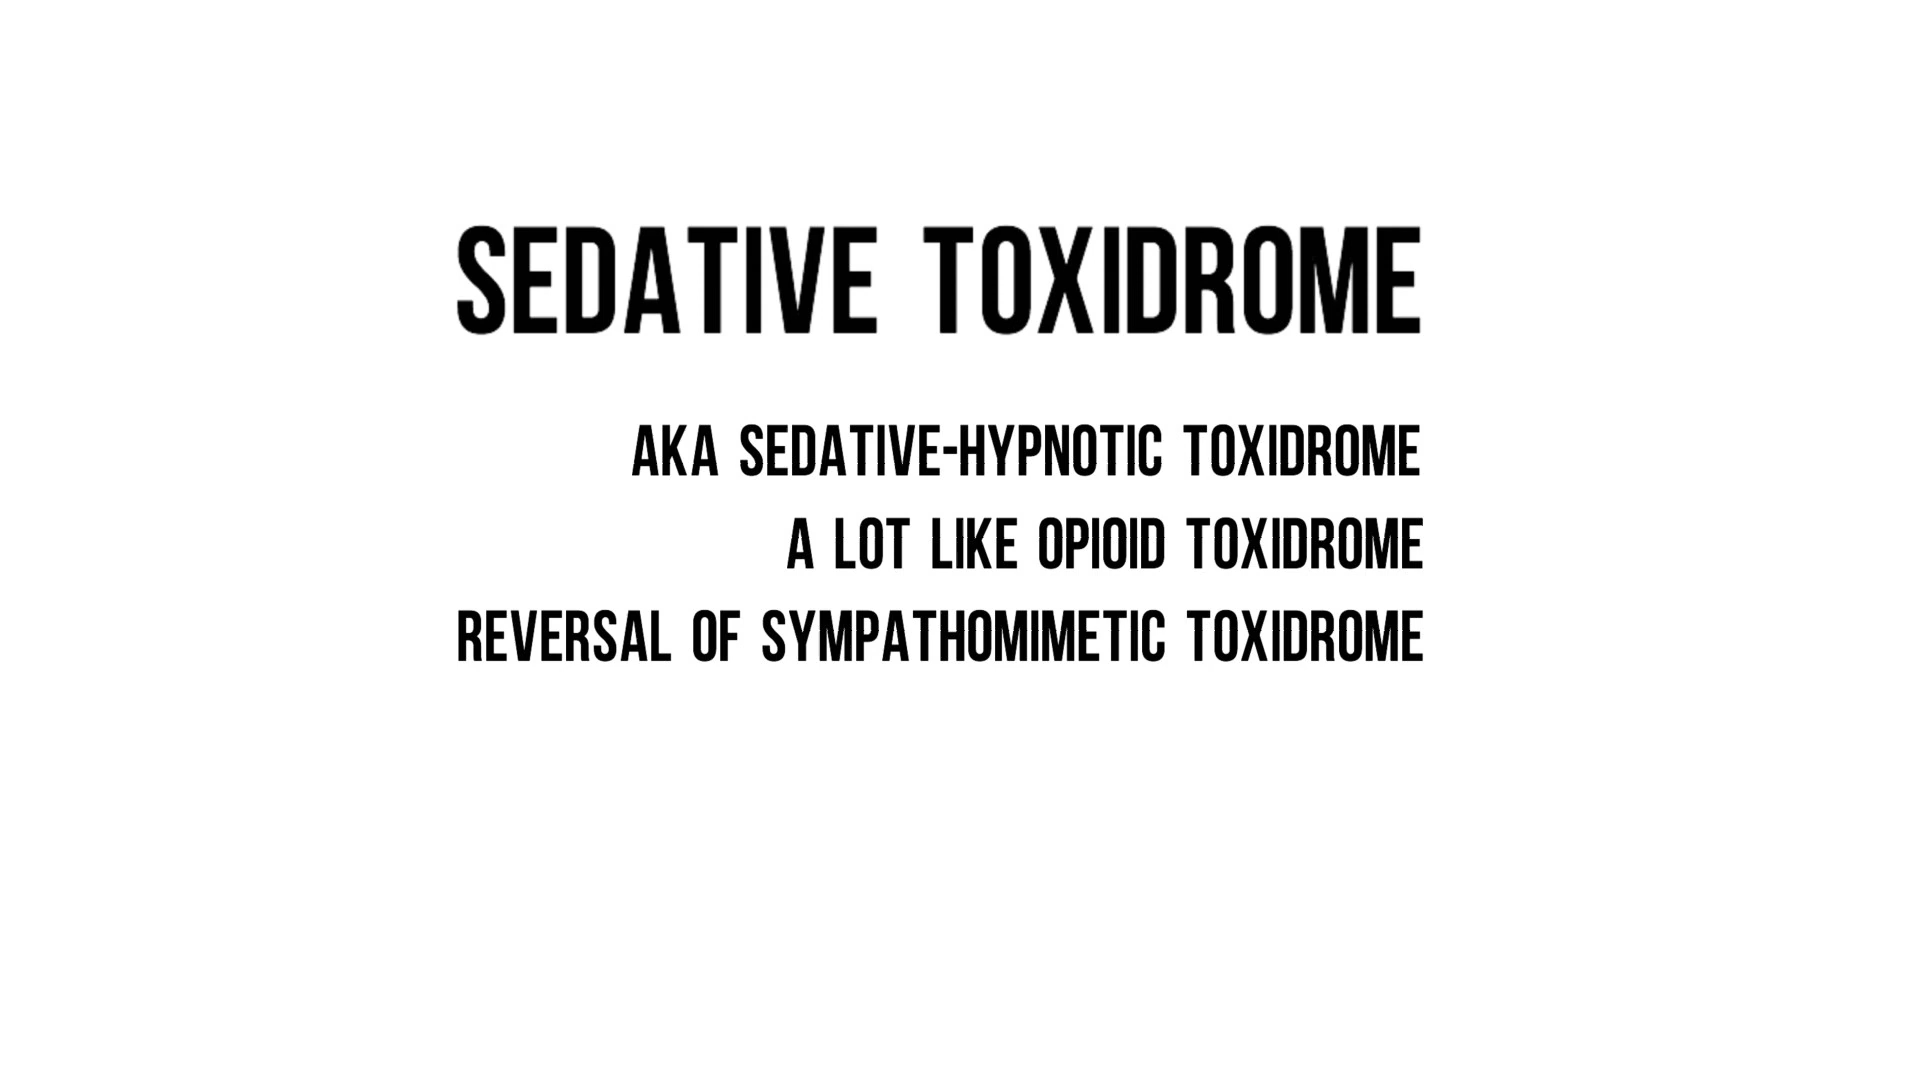 SEDATIVE TOXIDROME
AKA SEDATIVE-HYPNOTIC TOXIDROME
A LOT LIKE OPIOID TOXIDROME
REVERSAL OF SYMPATHOMIMETIC TOXIDROME